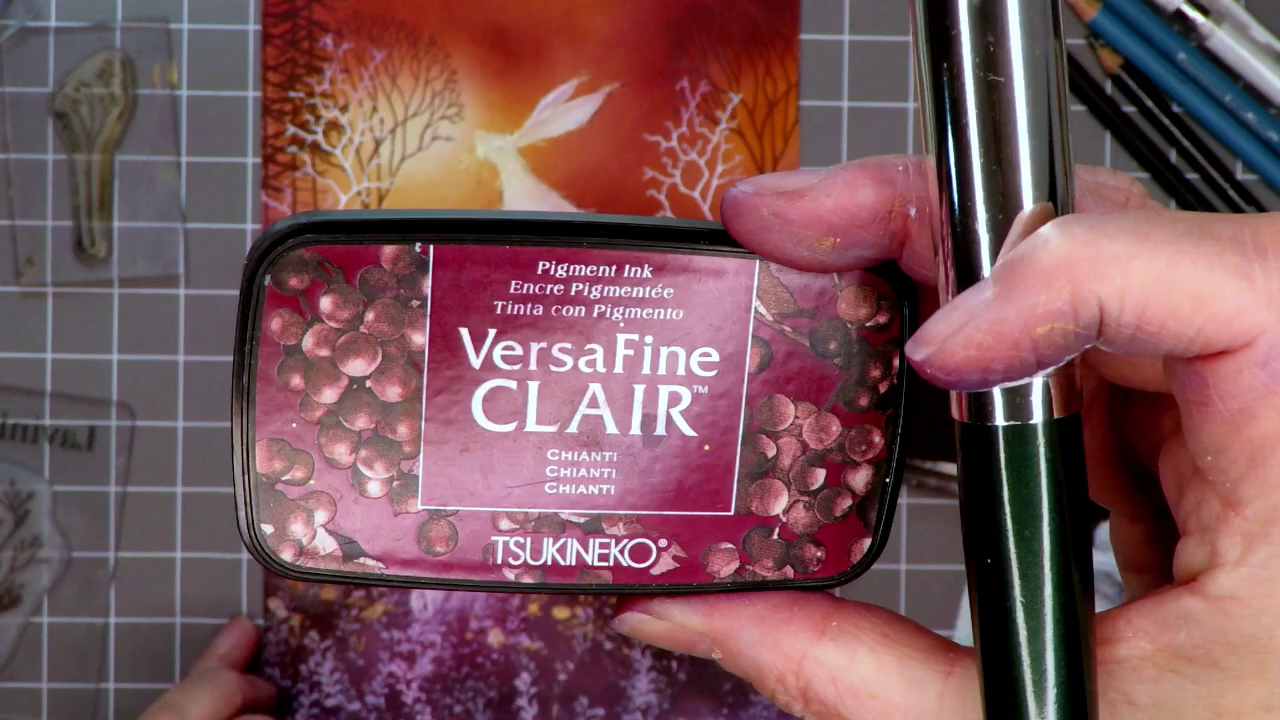 Pigment Ink
Encre Pigmentée
Tinta con Pigmento
VersaFine
CLAIR™
CHIANTI
CHIANTI
CHIANTI
TSUKINEKO®